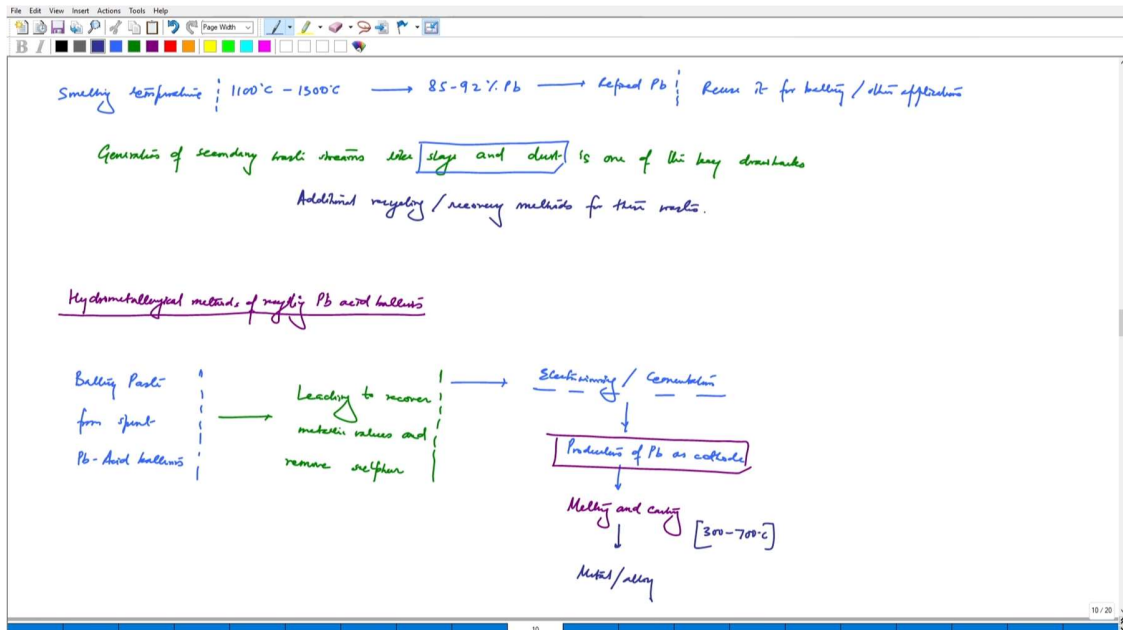 File Edit View Insert Actions Tools Help
Page Width
B I
Smelting temperature 1100°C - 1300°C → 85-92% Pb → Refined Pb Reuse it for battery / other applications
Generation of secondary waste streams like slags and dust is one of the key drawbacks
Additional recycling / recovery methods for their wastes.
Hydrometallurgical methods of recycling Pb acid batteries
Battery Paste
from spent
Pb-Acid batteries
→
Leaching to recover
metallic values and
remove sulphur
→
Electrowinning / Cementation
↓
Production of Pb as cathode
↓
Melting and casting
[300-700°C]
↓
Metal/alloy
10 / 20
10